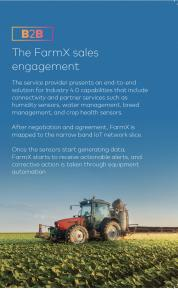 B2B
The FarmX sales
engagement
The service provider presents an end-to-end
solution for Industry 4.0 capabilities that include
connectivity and partner services such as
humidity sensors, water management, breed
management, and crop health sensors.
After negotiation and agreement, FarmX is
mapped to the narrow band IoT network slice.
Once the sensors start generating data,
FarmX starts to receive actionable alerts, and
corrective action is taken through equipment
automation